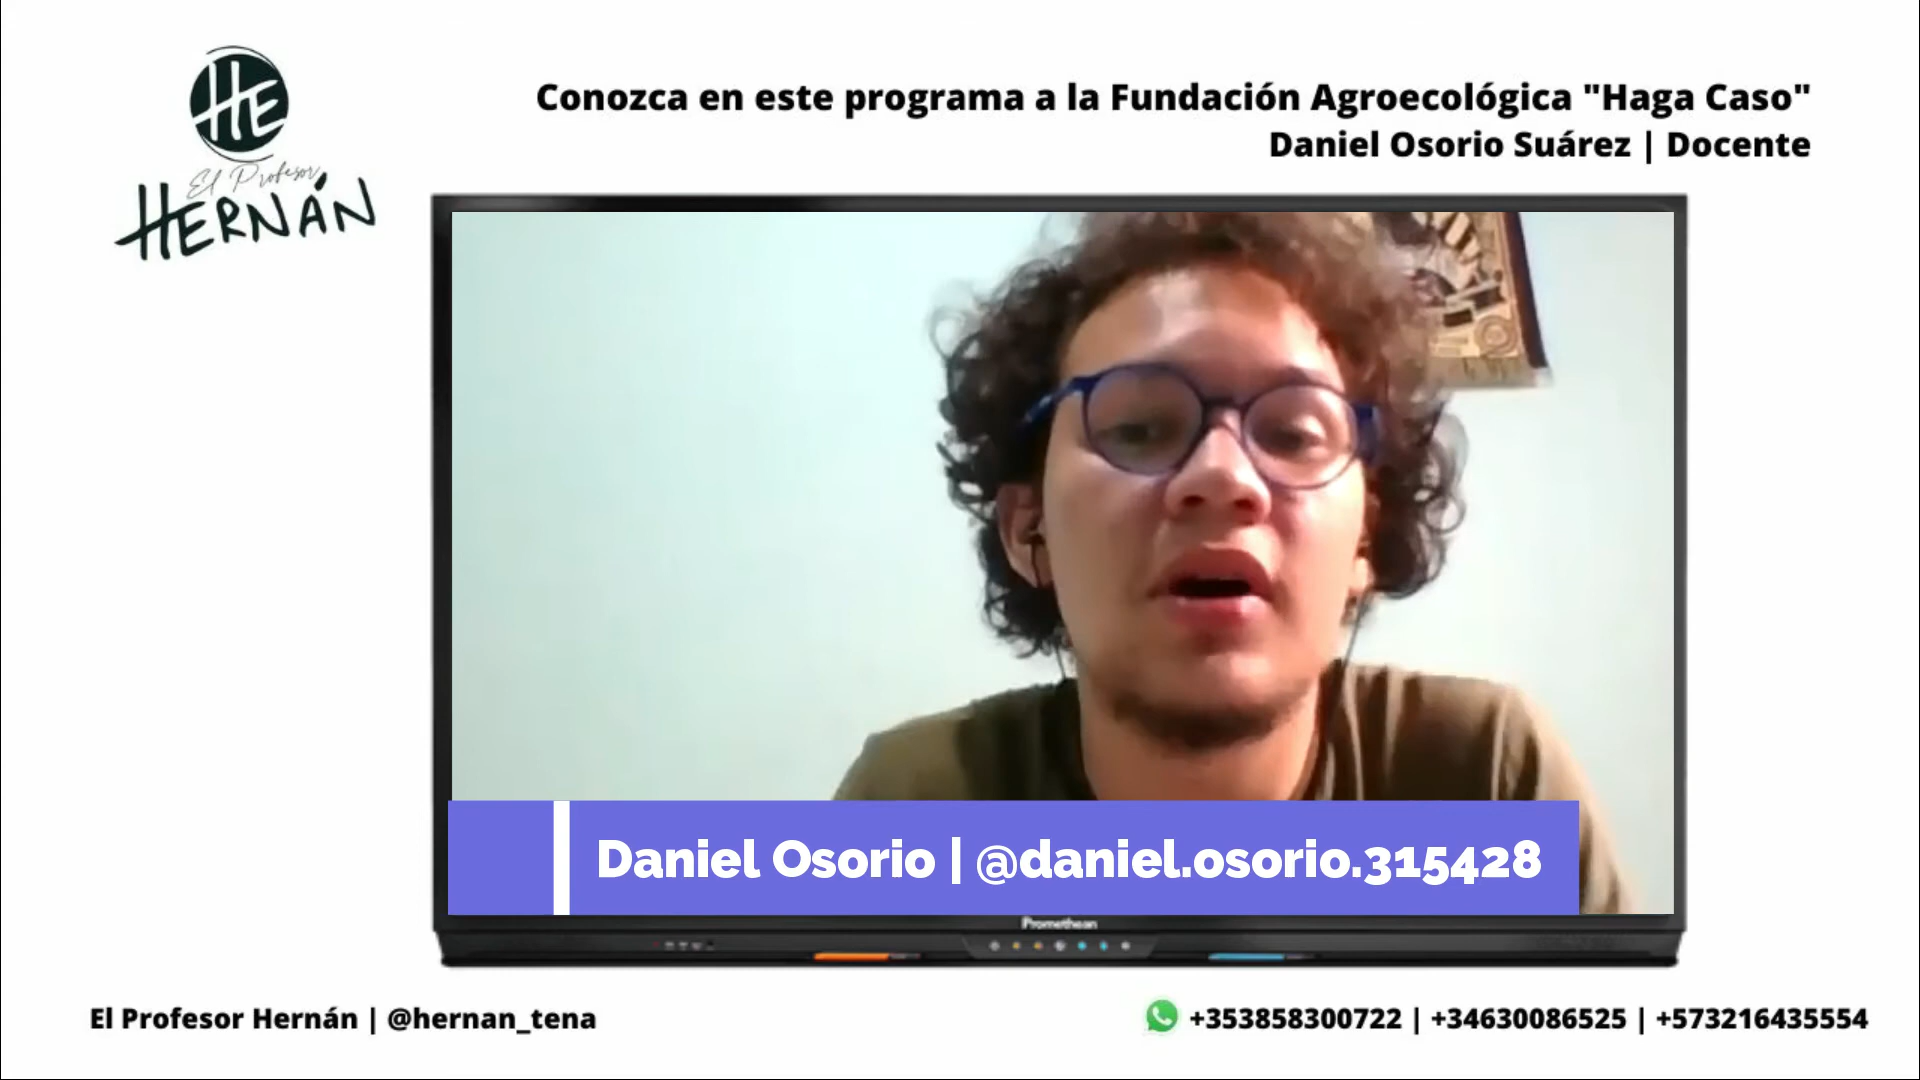 HE
El Profesor
HERNÁN
Conozca en este programa a la Fundación Agroecológica "Haga Caso"
Daniel Osorio Suárez | Docente
Daniel Osorio | @daniel.osorio.315428
Promethean
El Profesor Hernán | @hernan_tena
+353858300722 | +34630086525 | +573216435554